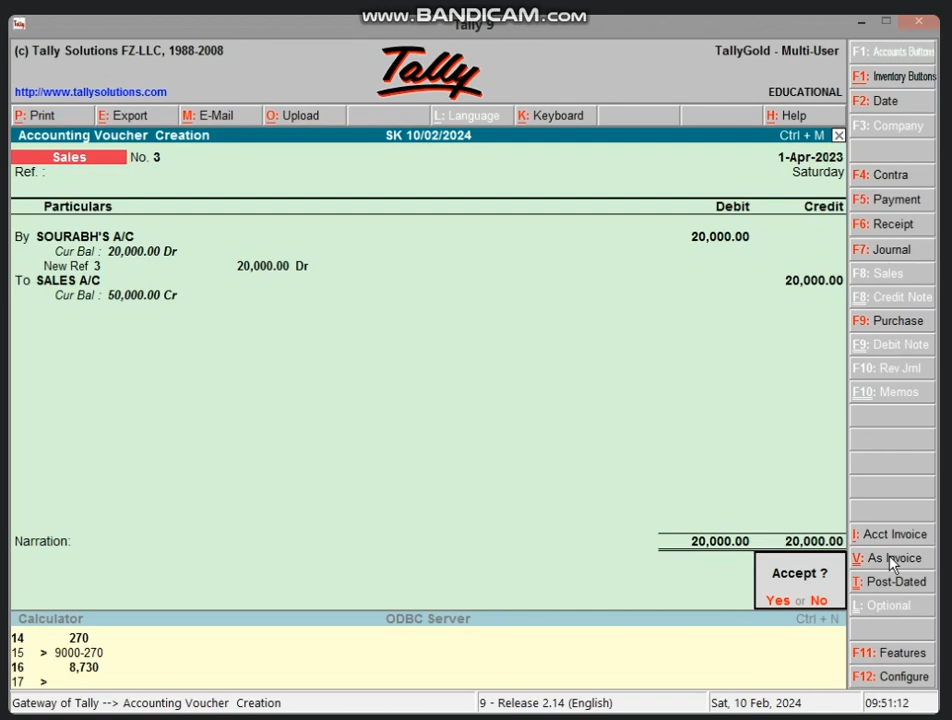 www.BANDICAM.com
Tally 9
(c) Tally Solutions FZ-LLC, 1988-2008
Tally
TallyGold - Multi-User
http://www.tallysolutions.com
EDUCATIONAL
P: Print E: Export M: E-Mail O: Upload L: Language K: Keyboard H: Help
Accounting Voucher Creation SK 10/02/2024 Ctrl + M
Sales No. 3 1-Apr-2023
Ref. : Saturday
Particulars Debit Credit
By SOURABH'S A/C 20,000.00
Cur Bal : 20,000.00 Dr
New Ref 3 20,000.00 Dr
To SALES A/C 20,000.00
Cur Bal : 50,000.00 Cr
Narration: 20,000.00 20,000.00
Accept ?
Yes or No
Calculator ODBC Server Ctrl + N
14 270
15 > 9000-270
16 8,730
17 >
Gateway of Tally --> Accounting Voucher Creation 9 - Release 2.14 (English) Sat, 10 Feb, 2024 09:51:12
F1: Accounts Button
F1: Inventory Buttons
F2: Date
F3: Company
F4: Contra
F5: Payment
F6: Receipt
F7: Journal
F8: Sales
F8: Credit Note
F9: Purchase
F9: Debit Note
F10: Rev Jrnl
F10: Memos
I: Acct Invoice
V: As Invoice
T: Post-Dated
L: Optional
F11: Features
F12: Configure